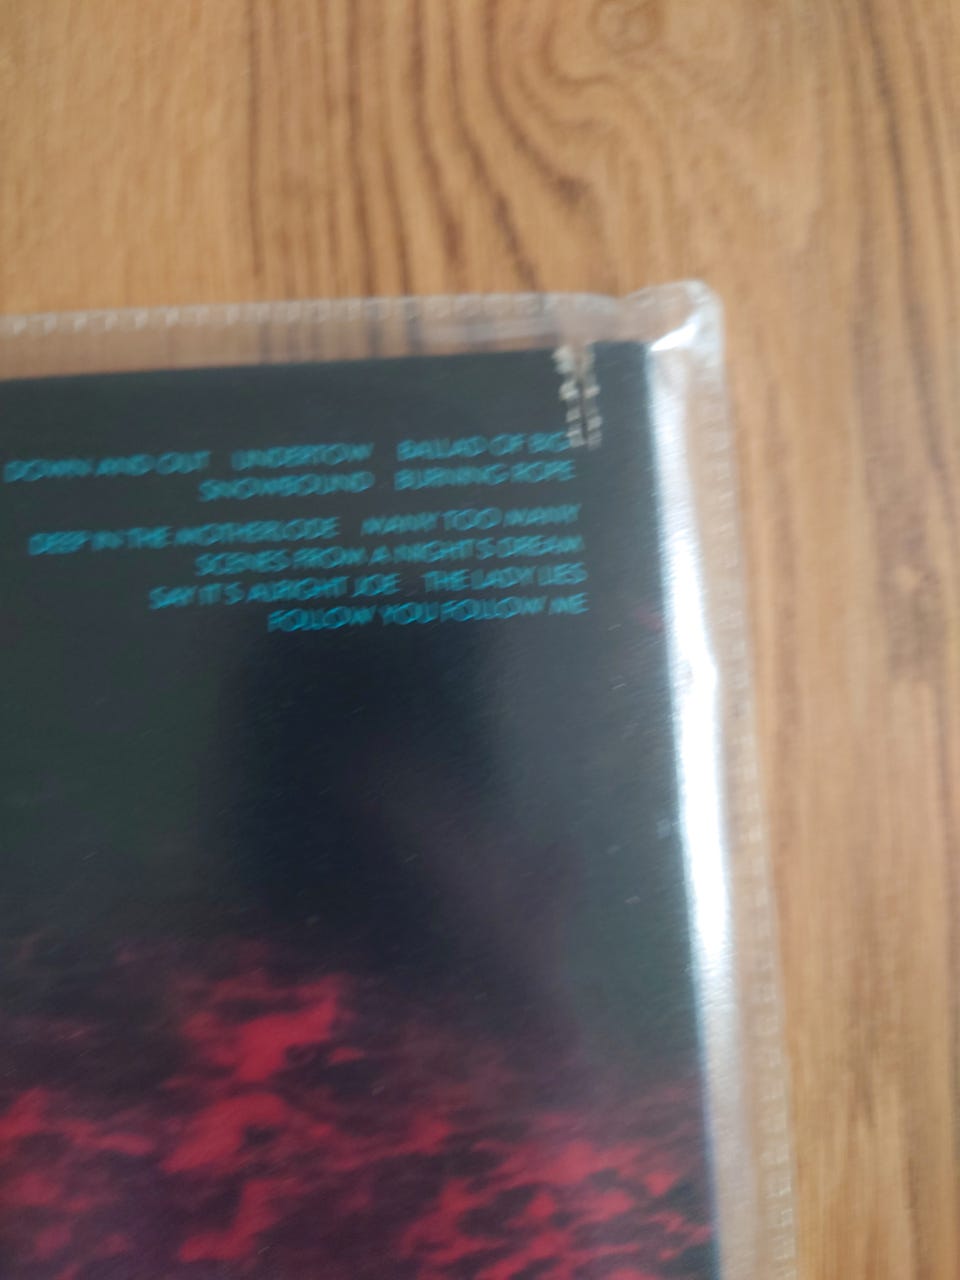 DOWN AND OUT UNDERTOW BALLAD OF BIG
SNOWBOUND BURNING ROPE
DEEP IN THE MOTHERLODE MANY TOO MANY
SCENES FROM A NIGHT'S DREAM
SAY IT'S ALRIGHT JOE THE LADY LIES
FOLLOW YOU FOLLOW ME